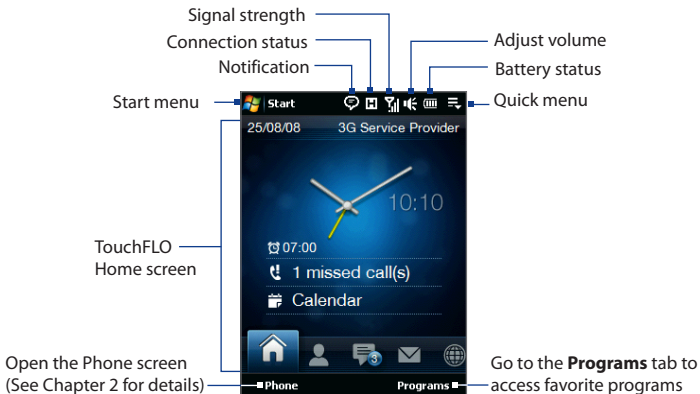 Signal strength
Connection status
Notification
Adjust volume
Battery status
Start menu
Quick menu
Start
25/08/08 3G Service Provider
10:10
07:00
1 missed call(s)
Calendar
TouchFLO
Home screen
3
Open the Phone screen
(See Chapter 2 for details)
Phone Programs
Go to the Programs tab to
access favorite programs